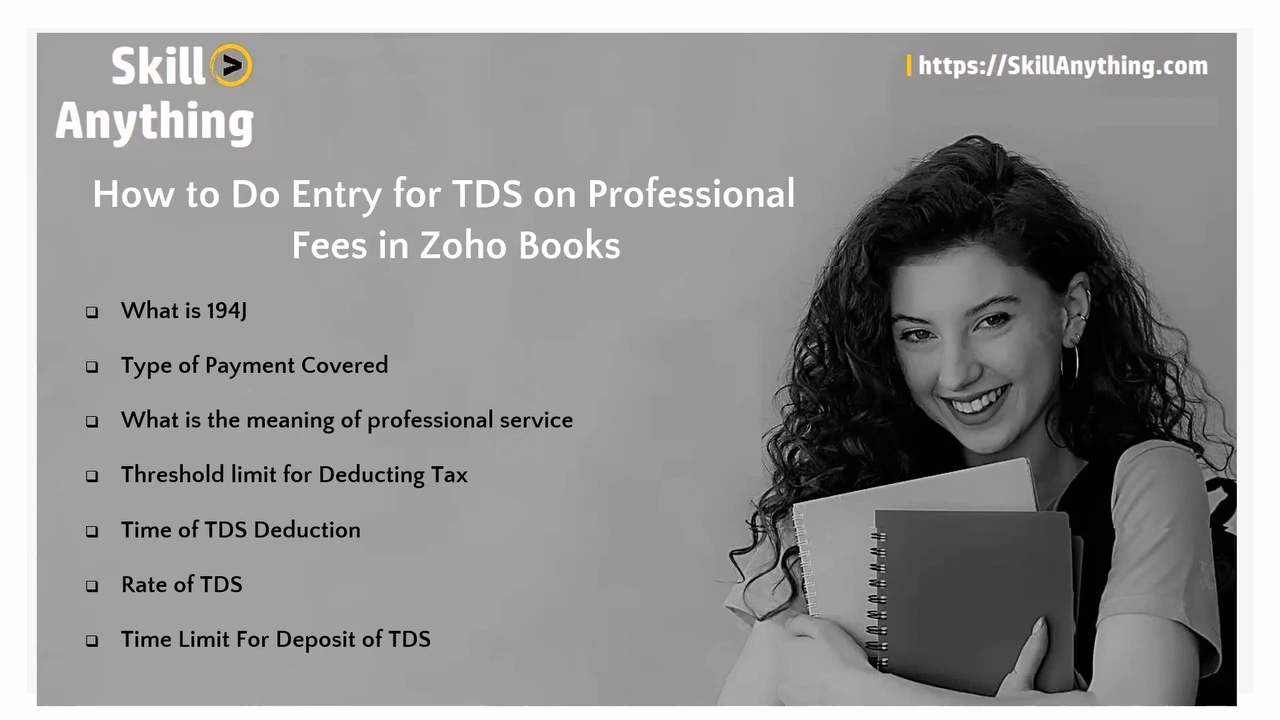 Skill
Anything
https://SkillAnything.com
How to Do Entry for TDS on Professional
Fees in Zoho Books
What is 194J
Type of Payment Covered
What is the meaning of professional service
Threshold limit for Deducting Tax
Time of TDS Deduction
Rate of TDS
Time Limit For Deposit of TDS